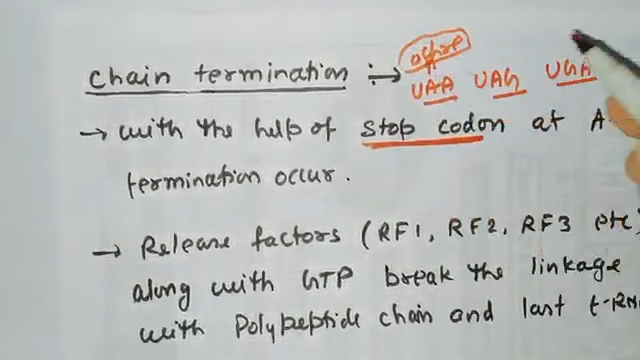 ochre
Chain termination :→ UAA UAG UGA
→ with the help of stop codon at A
termination occur.
→ Release factors (RF1, RF2, RF3 etc)
along with GTP break the linkage
with Polypeptide chain and last t-RN